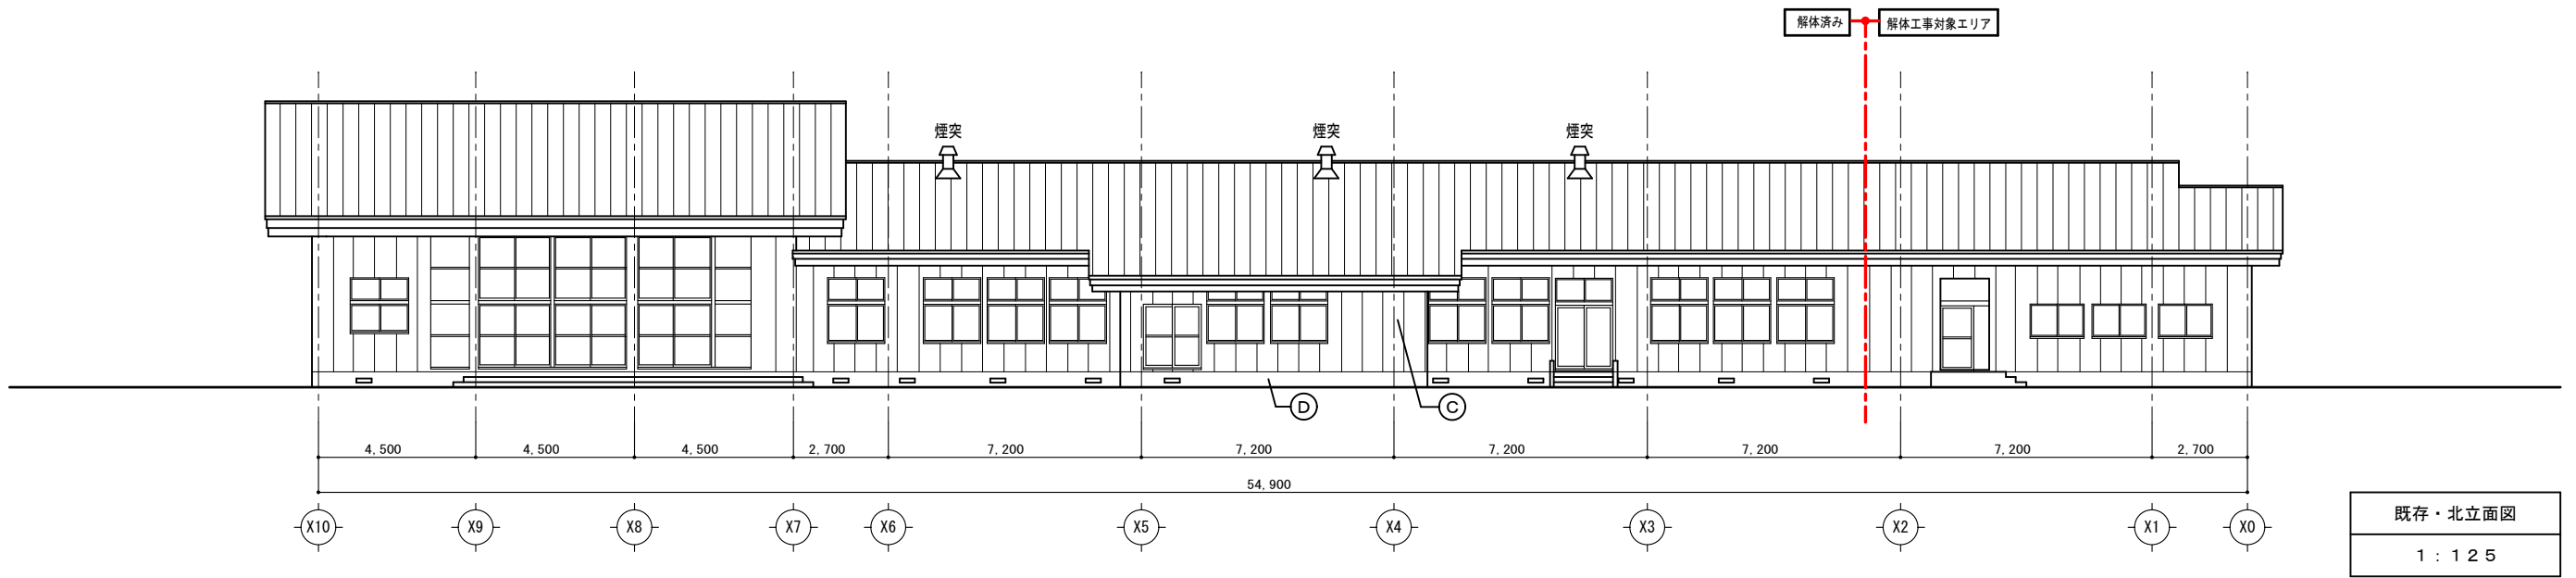 解体済み
解体工事対象エリア
煙突
煙突
煙突
D
C
4,500
4,500
4,500
2,700
7,200
7,200
7,200
7,200
7,200
2,700
54,900
X10
X9
X8
X7
X6
X5
X4
X3
X2
X1
X0
既存・北立面図
1：125